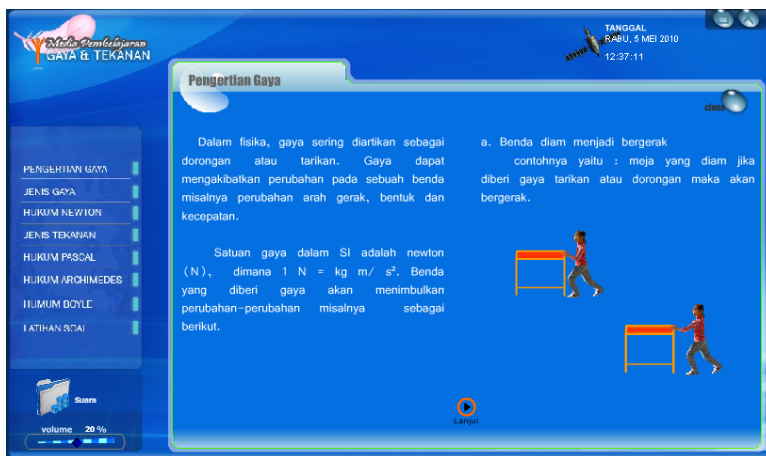 Media Pembelajaran
GAYA & TEKANAN
TANGGAL
RABU, 5 MEI 2010
12:37:11
Pengertian Gaya
close
PENGERTIAN GAYA
JENIS GAYA
HUKUM NEWTON
JENIS TEKANAN
HUKUM PASCAL
HUKUM ARCHIMEDES
HUMUM BOYLE
LATIHAN SOAL
Suara
volume 20 %
Dalam fisika, gaya sering diartikan sebagai
dorongan atau tarikan. Gaya dapat
mengakibatkan perubahan pada sebuah benda
misalnya perubahan arah gerak, bentuk dan
kecepatan.
Satuan gaya dalam SI adalah newton
(N), dimana 1 N = kg m/ s². Benda
yang diberi gaya akan menimbulkan
perubahan-perubahan misalnya sebagai
berikut.
a. Benda diam menjadi bergerak
contohnya yaitu : meja yang diam jika
diberi gaya tarikan atau dorongan maka akan
bergerak.
Lanjut